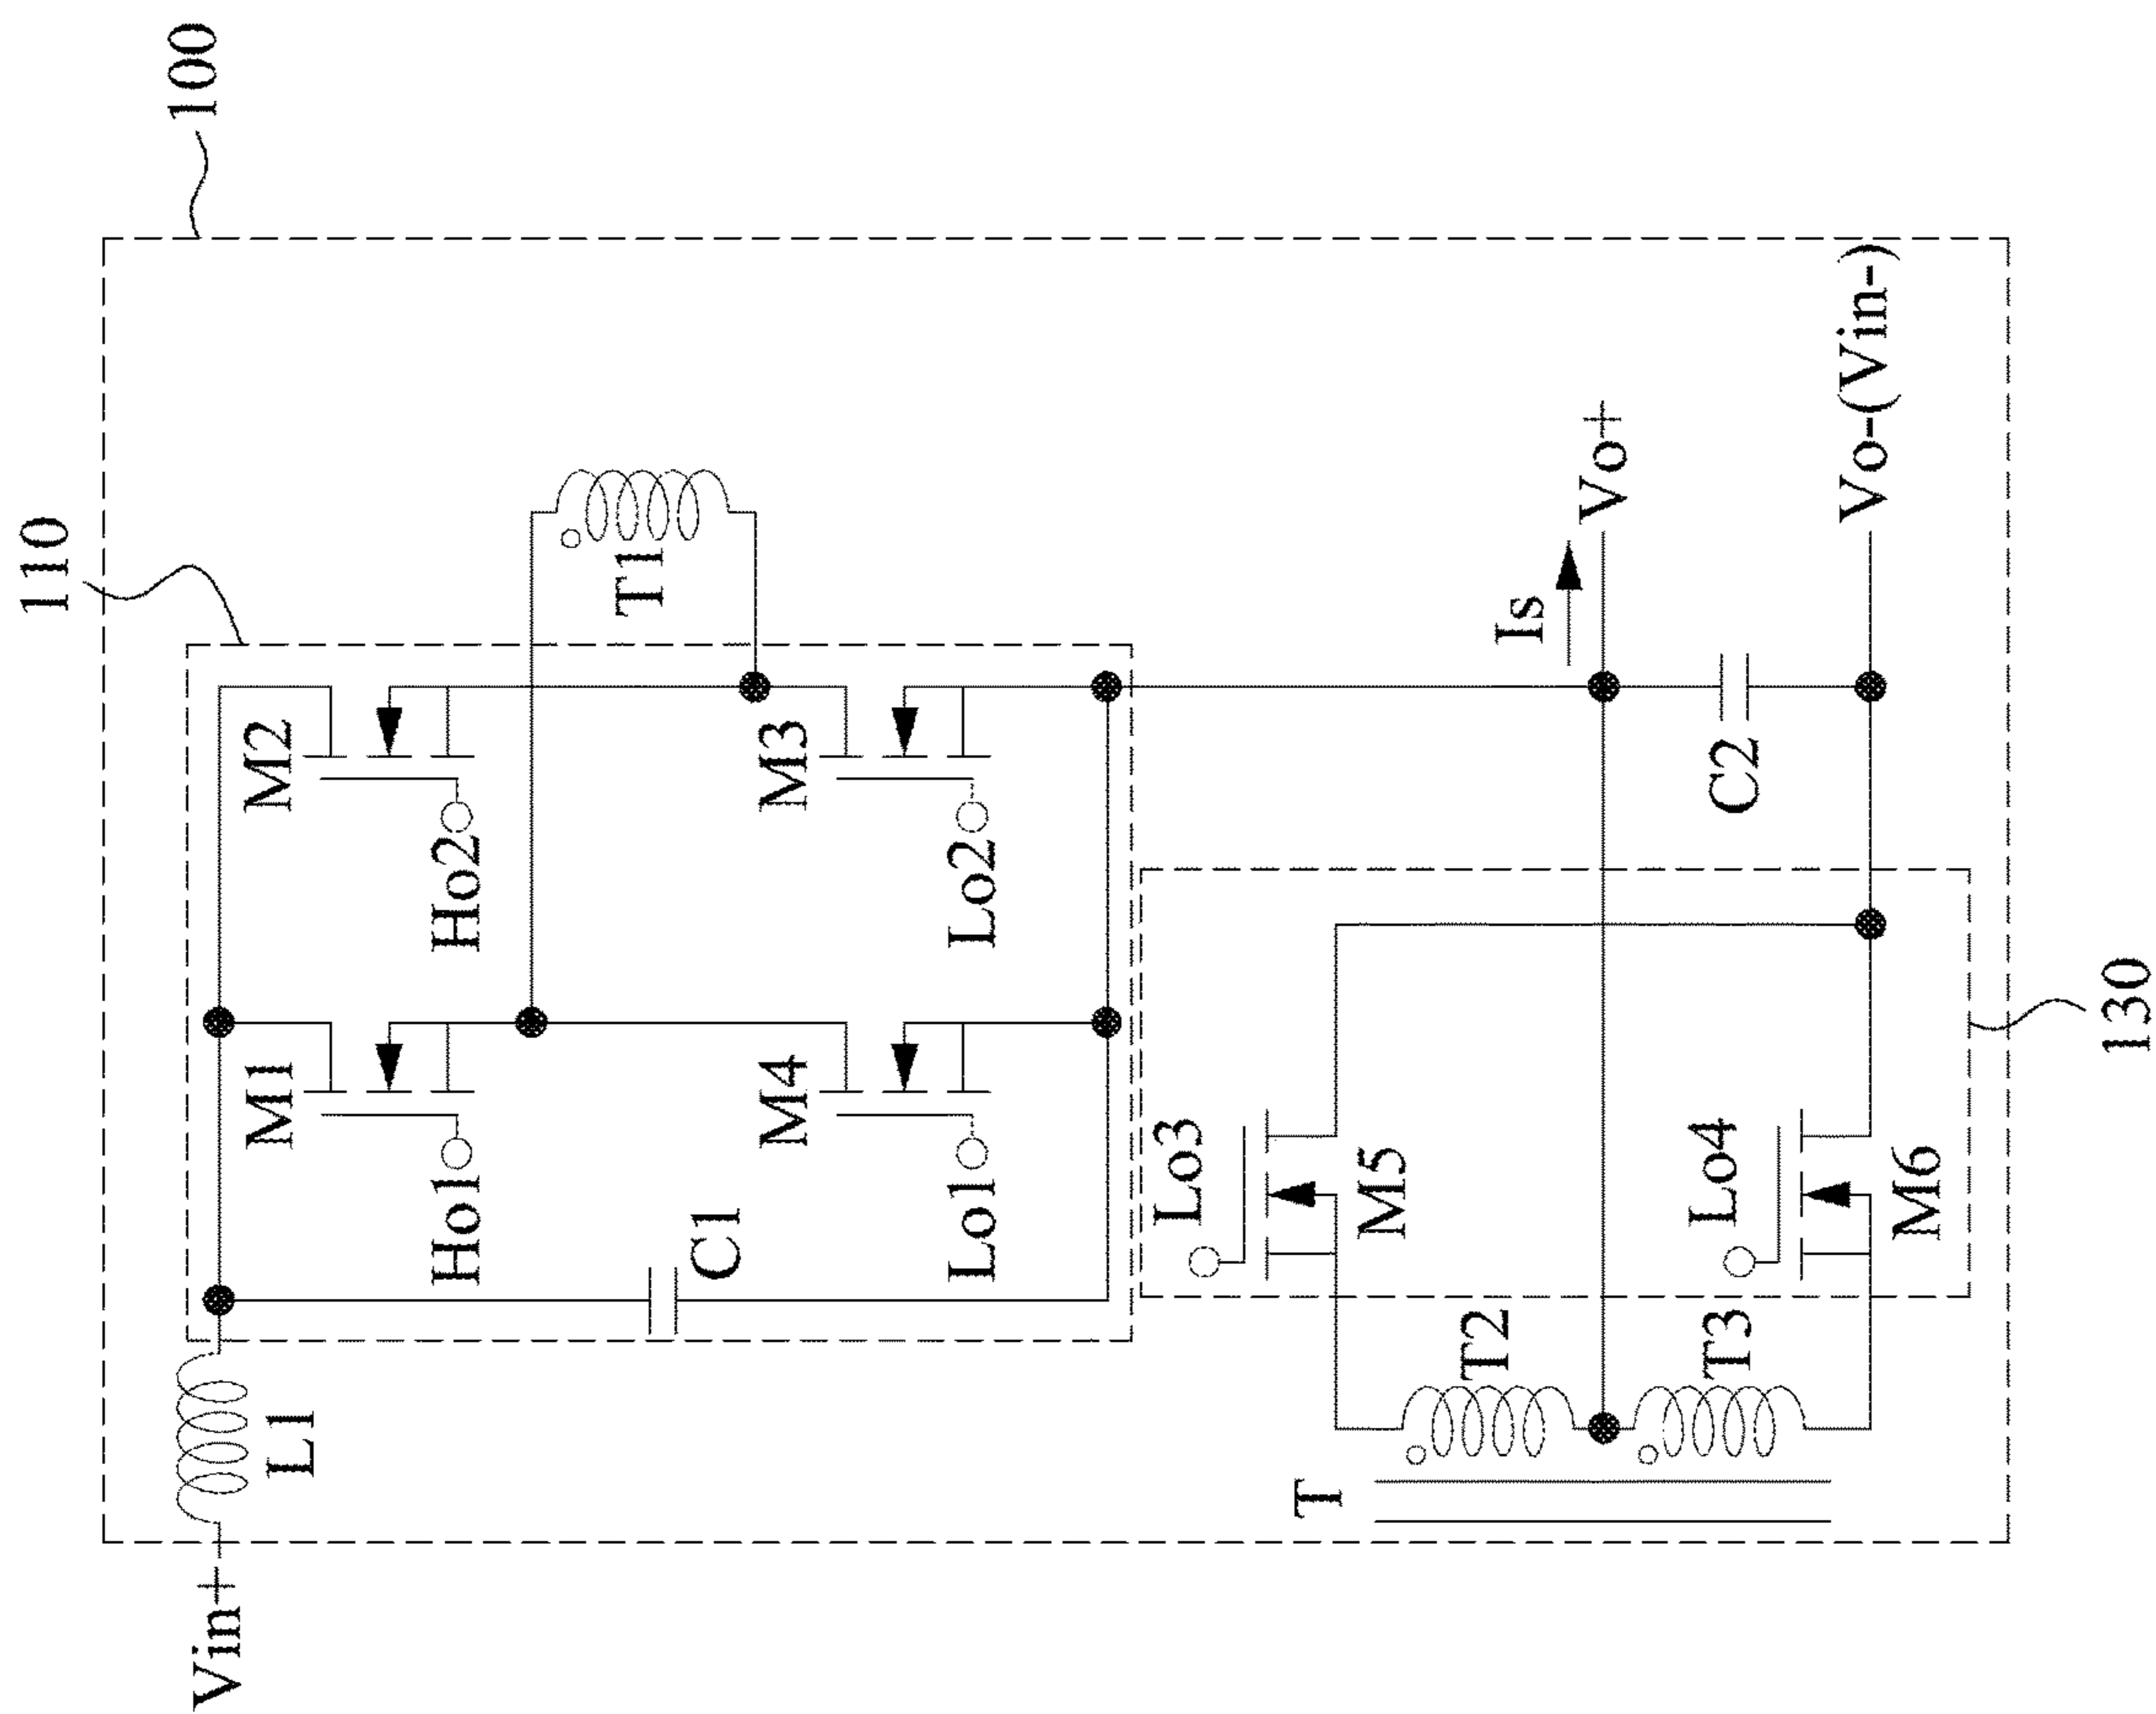 100
110
Vin+
L1
M1
M2
Ho1
Ho2
T1
C1
M4
M3
Lo1
Lo2
Lo3
M5
Is
Vo+
T
T2
T3
C2
Lo4
M6
Vo-(Vin-)
130